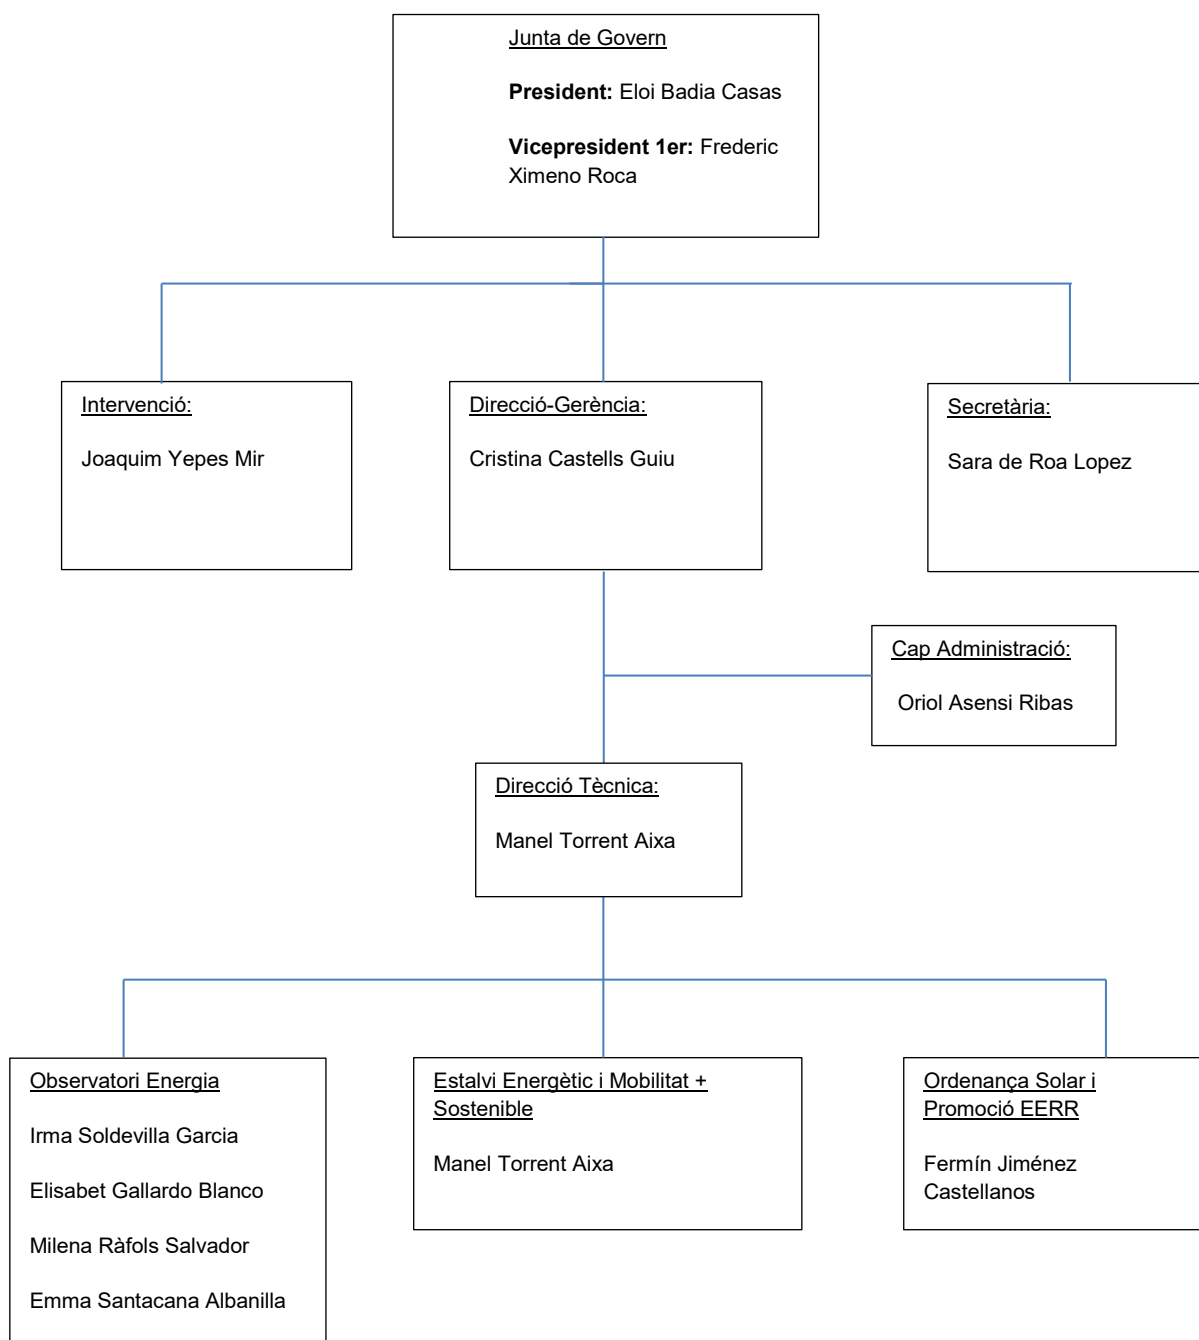 Junta de Govern
President: Eloi Badia Casas
Vicepresident 1er: Frederic
Ximeno Roca
Intervenció:
Joaquim Yepes Mir
Direcció-Gerència:
Cristina Castells Guiu
Secretària:
Sara de Roa Lopez
Cap Administració:
Oriol Asensi Ribas
Direcció Tècnica:
Manel Torrent Aixa
Observatori Energia
Irma Soldevilla Garcia
Elisabet Gallardo Blanco
Milena Ràfols Salvador
Emma Santacana Albanilla
Estalvi Energètic i Mobilitat +
Sostenible
Manel Torrent Aixa
Ordenança Solar i
Promoció EERR
Fermín Jiménez
Castellanos